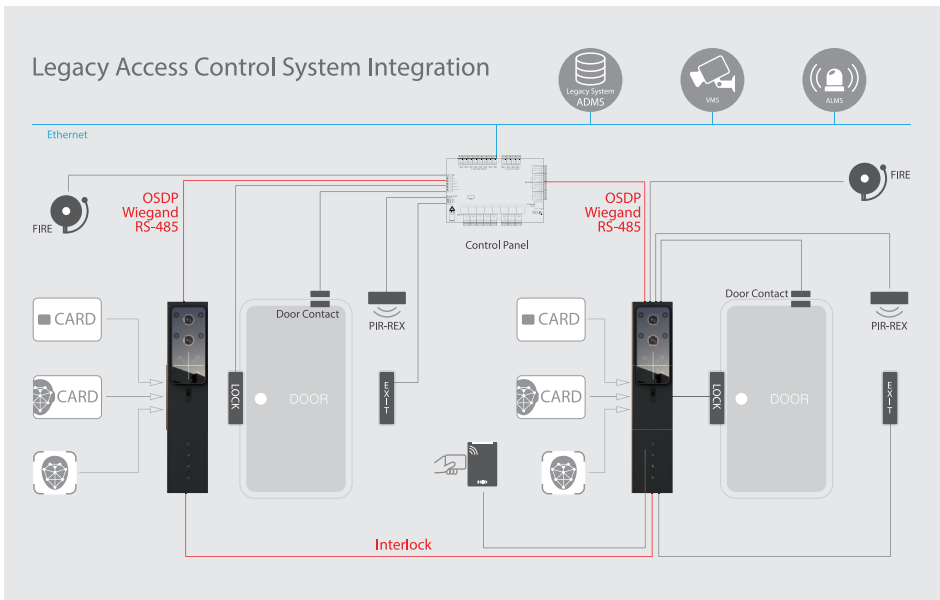 Legacy Access Control System Integration
Legacy System
ADMS
VMS
ALMS
Ethernet
FIRE
OSDP
Wiegand
RS-485
Control Panel
OSDP
Wiegand
RS-485
FIRE
CARD
CARD
LOCK
DOOR
Door Contact
PIR-REX
EXIT
CARD
CARD
LOCK
DOOR
Door Contact
PIR-REX
EXIT
Interlock